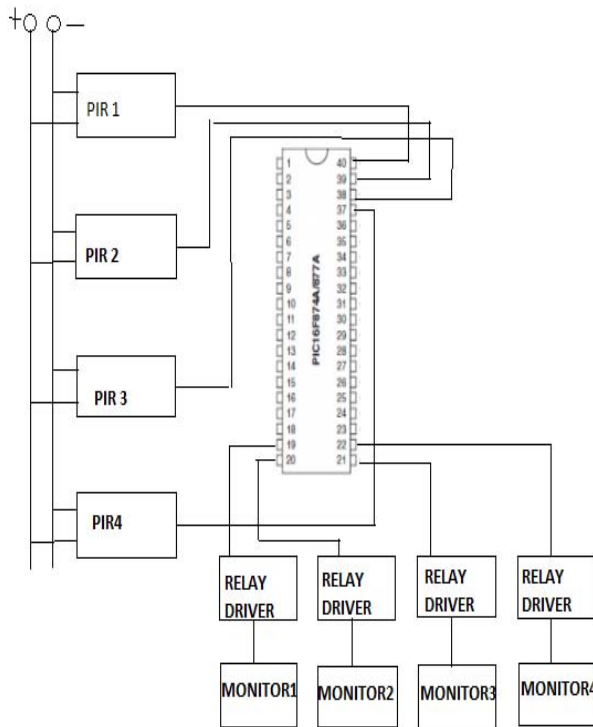 + –
PIR 1
PIR 2
PIR 3
PIR4
1 40
2 39
3 38
4 37
5 36
6 35
7 34
8 33
9 32
10 31
11 30
12 29
13 28
14 27
15 26
16 25
17 24
18 23
19 22
20 21
PIC16F874A/877A
RELAY
DRIVER
RELAY
DRIVER
RELAY
DRIVER
RELAY
DRIVER
MONITOR1
MONITOR2
MONITOR3
MONITOR4